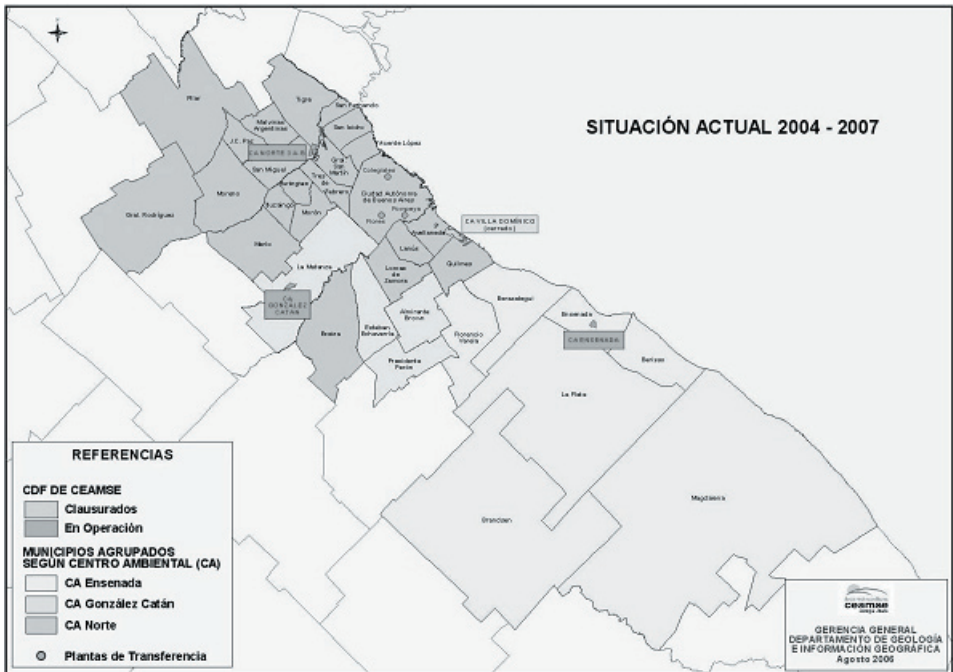 SITUACIÓN ACTUAL 2004 - 2007
Pilar
Tigre
San Fernando
Malvinas
Argentinas
San Isidro
J.C. Paz
Vicente López
CA NORTE
Gral.
San
Martín
San Miguel
Colegiales
Tres
de
Febrero
Hurlingham
Moreno
Ciudad Autónoma
de Buenos Aires
Ituzaingo
Morón
Pompeya
Flores
Gral. Rodríguez
CA VILLA DOMÍNICO
(cerrado)
Avellaneda
Merlo
Lanús
La Matanza
Lomas
de
Zamora
Quilmes
CA
GONZÁLEZ
CATÁN
Berazategui
Almirante
Brown
Ensenada
Ezeiza
Esteban
Echeverría
Florencio
Varela
CA ENSENADA
Berisso
Presidente
Perón
La Plata
Magdalena
Brandsen
REFERENCIAS
CDF DE CEAMSE
Clausurados
En Operación
MUNICIPIOS AGRUPADOS
SEGÚN CENTRO AMBIENTAL (CA)
CA Ensenada
CA González Catán
CA Norte
Plantas de Transferencia
ceamse
GERENCIA GENERAL
DEPARTAMENTO DE GEOLOGÍA
E INFORMACIÓN GEOGRÁFICA
Agosto 2006